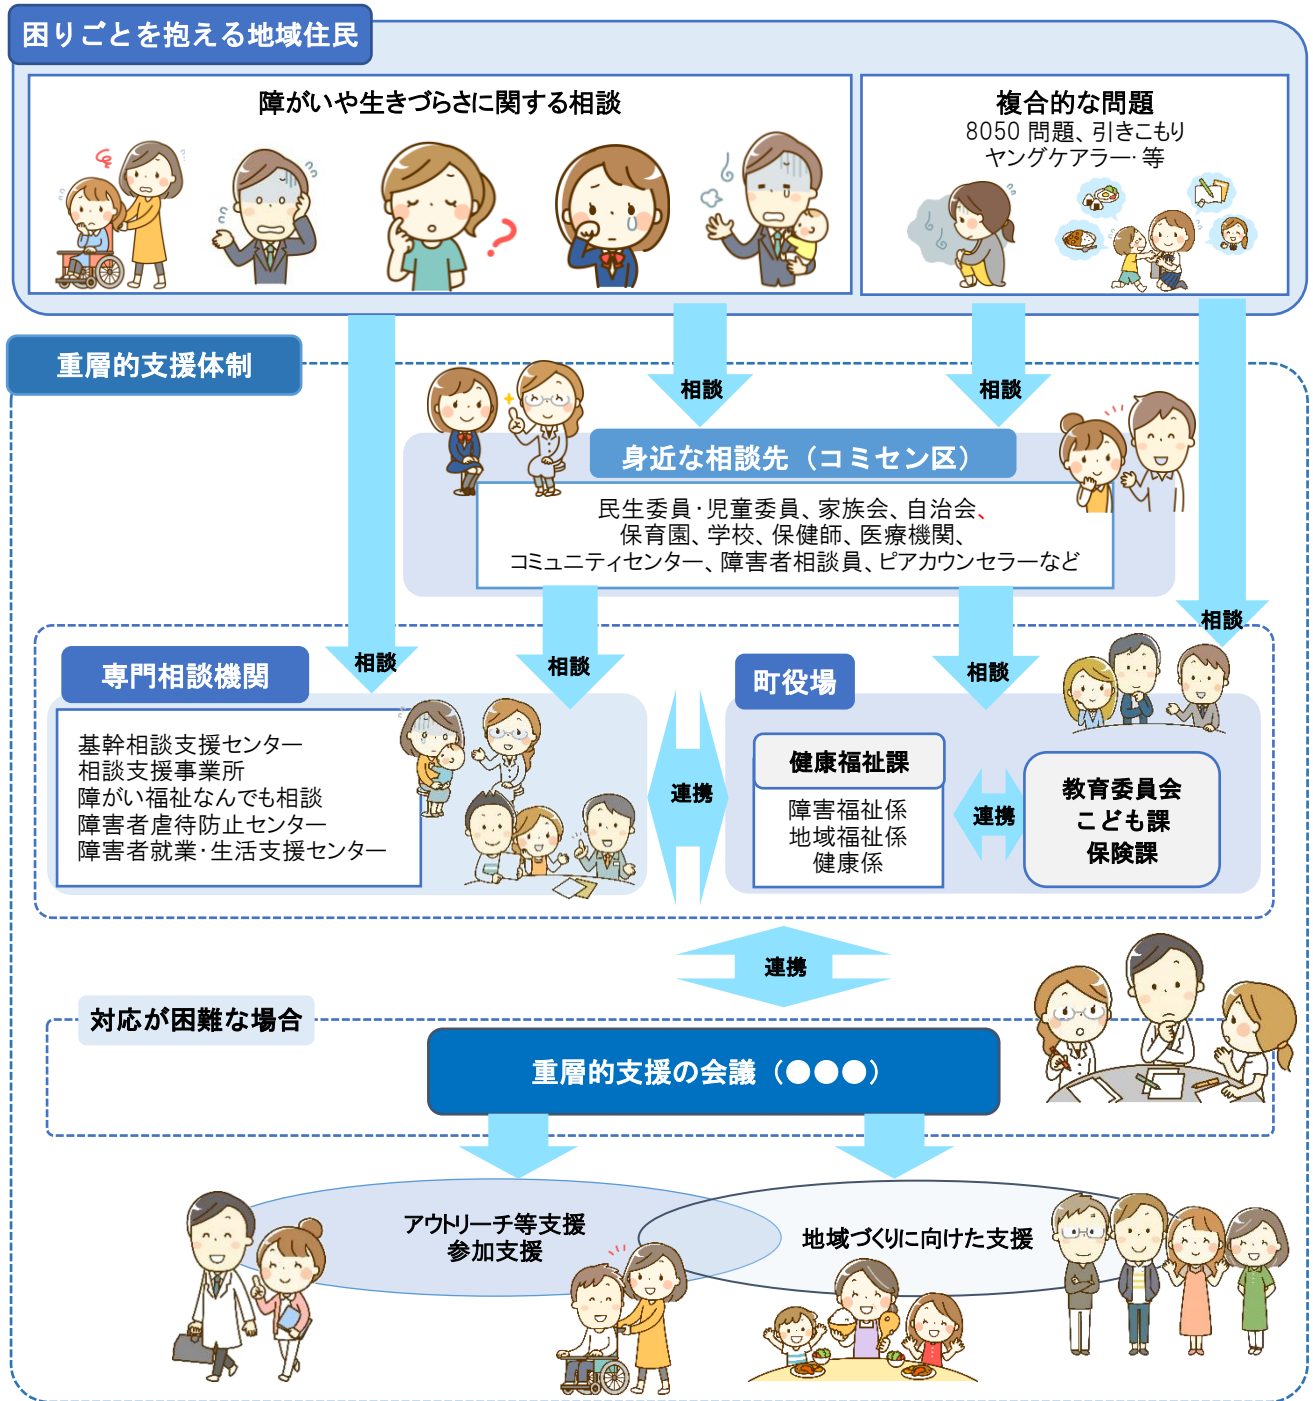 困りごとを抱える地域住民
障がいや生きづらさに関する相談
複合的な問題
8050 問題、引きこもり
ヤングケアラー・等
重層的支援体制
相談
相談
身近な相談先（コミセン区）
民生委員・児童委員、家族会、自治会、
保育園、学校、保健師、医療機関、
コミュニティセンター、障害者相談員、ピアカウンセラーなど
相談
相談
相談
相談
専門相談機関
基幹相談支援センター
相談支援事業所
障がい福祉なんでも相談
障害者虐待防止センター
障害者就業・生活支援センター
連携
町役場
健康福祉課
障害福祉係
地域福祉係
健康係
連携
教育委員会
こども課
保険課
連携
対応が困難な場合
重層的支援の会議（●●●）
アウトリーチ等支援
参加支援
地域づくりに向けた支援